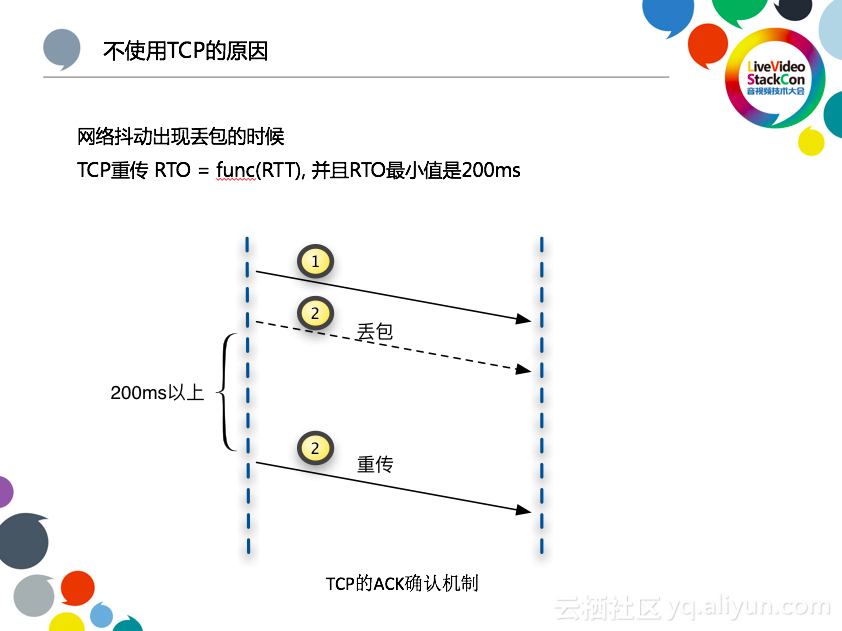 不使用TCP的原因
LiveVideo
StackCon
音视频技术大会
网络抖动出现丢包的时候
TCP重传 RTO = func(RTT), 并且RTO最小值是200ms
1
2
丢包
200ms以上
2
重传
TCP的ACK确认机制
云栖社区 yq.aliyun.com